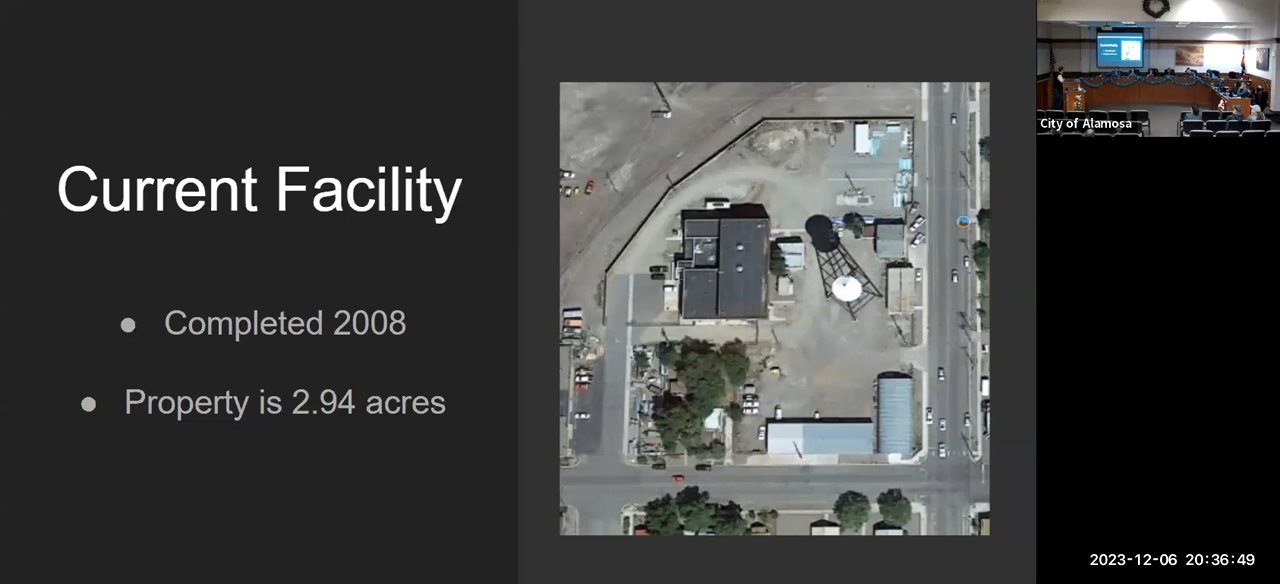 Current Facility
● Completed 2008
● Property is 2.94 acres
City of Alamosa
2023-12-06 20:36:49